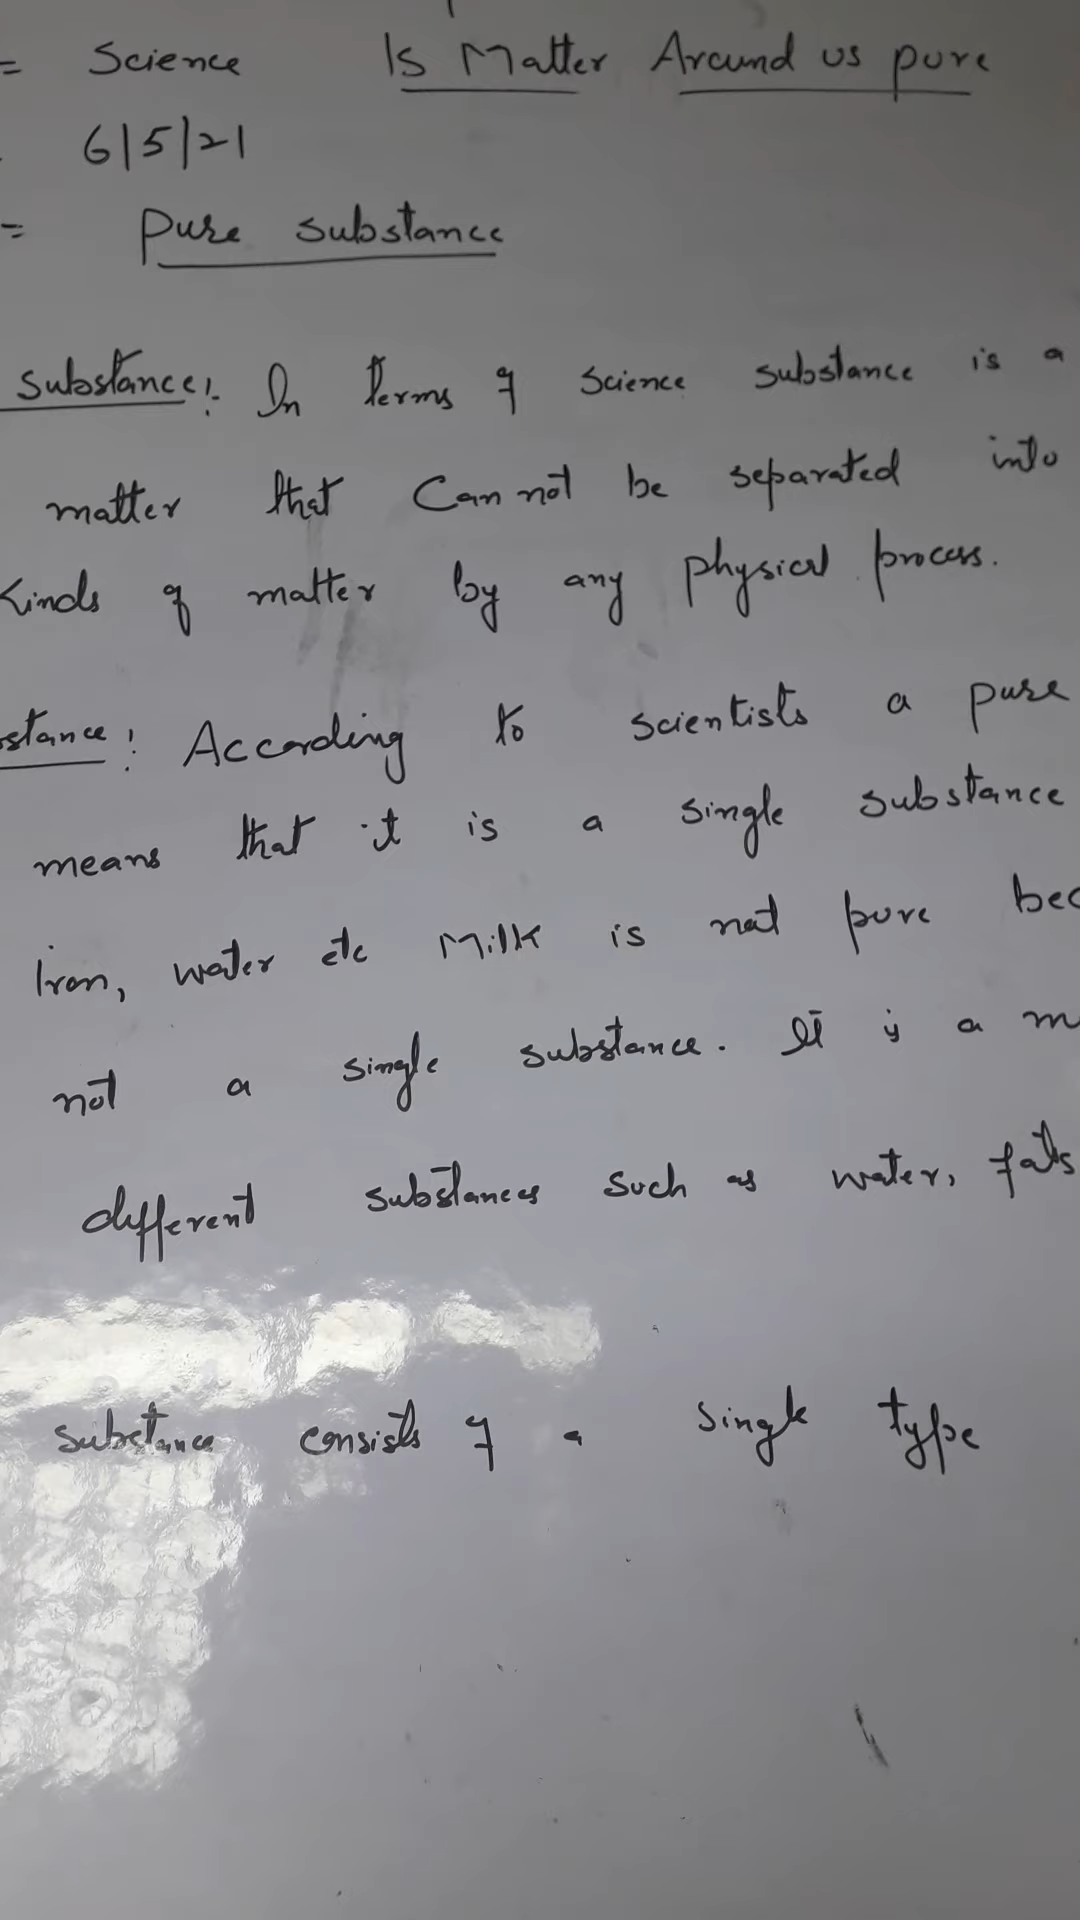 = Science Is Matter Around us pure
6/5/21
= Pure substance
substance:- In terms of science substance is a
matter that Can not be separated into
Kinds of matter by any physical process.
stance: According to scientists a pure
means that it is a single substance
Iron, water etc Milk is not pure bec
not a single substance. It is a m
different substances such as water, fats
substance consists of a single type